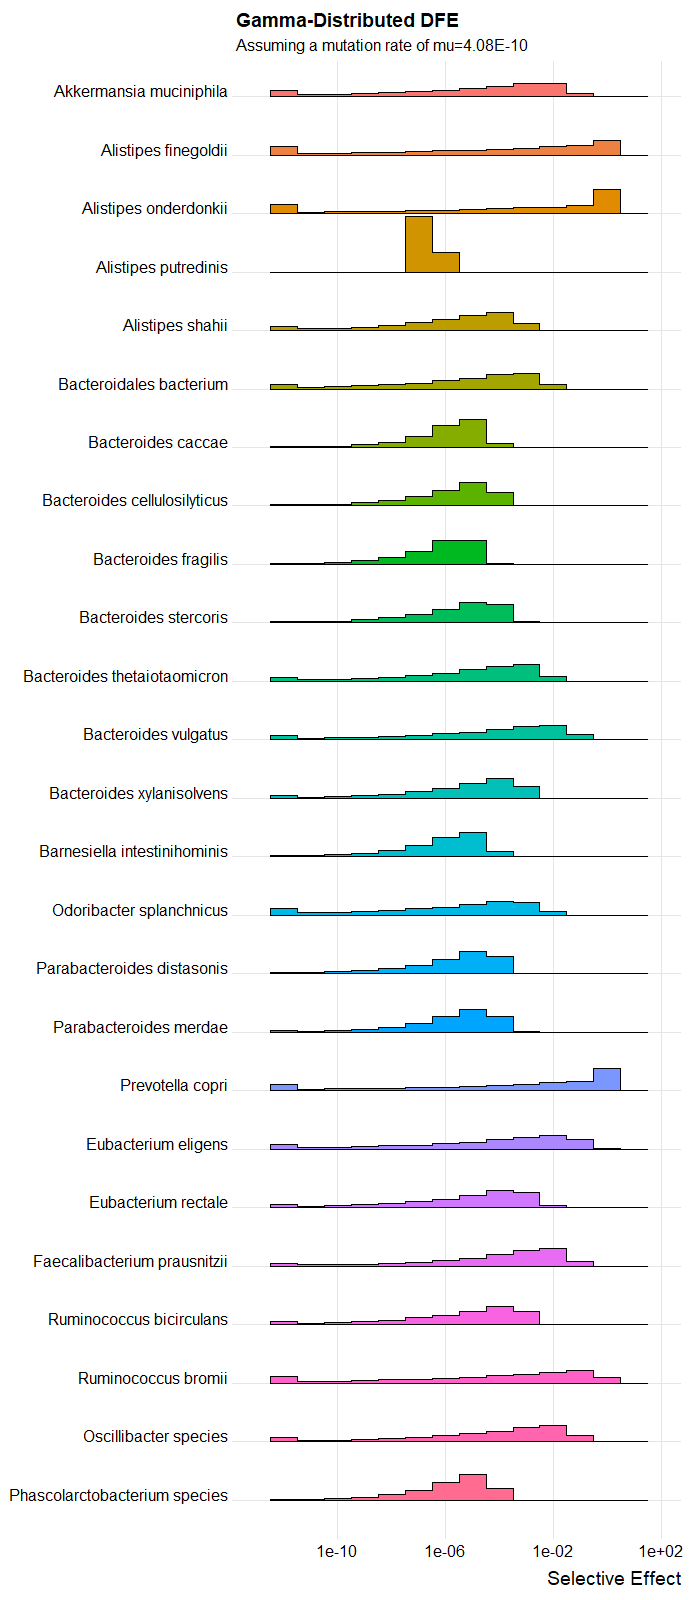 Gamma-Distributed DFE
Assuming a mutation rate of mu=4.08E-10
Akkermansia muciniphila
Alistipes finegoldii
Alistipes onderdonkii
Alistipes putredinis
Alistipes shahii
Bacteroidales bacterium
Bacteroides caccae
Bacteroides cellulosilyticus
Bacteroides fragilis
Bacteroides stercoris
Bacteroides thetaiotaomicron
Bacteroides vulgatus
Bacteroides xylanisolvens
Barnesiella intestinihominis
Odoribacter splanchnicus
Parabacteroides distasonis
Parabacteroides merdae
Prevotella copri
Eubacterium eligens
Eubacterium rectale
Faecalibacterium prausnitzii
Ruminococcus bicirculans
Ruminococcus bromii
Oscillibacter species
Phascolarctobacterium species
1e-10 1e-06 1e-02 1e+02
Selective Effect